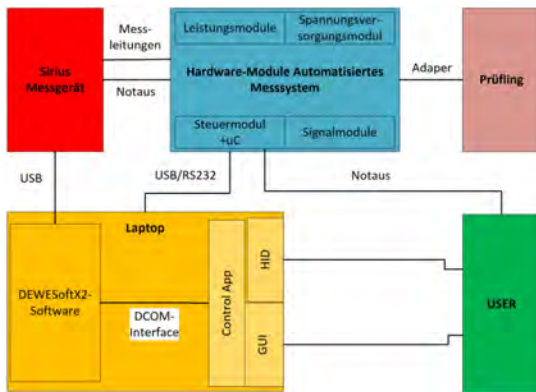 Mess-
leitungen
Leistungsmodule
Spannungsver-
sorgungsmodul
Sirius
Messgerät
Hardware-Module Automatisiertes
Messsystem
Adaper
Prüfling
Notaus
Steuermodul
+uC
Signalmodule
USB
USB/RS232
Notaus
Laptop
DEWESoftX2-
Software
DCOM-
Interface
Control App
HID
GUI
USER